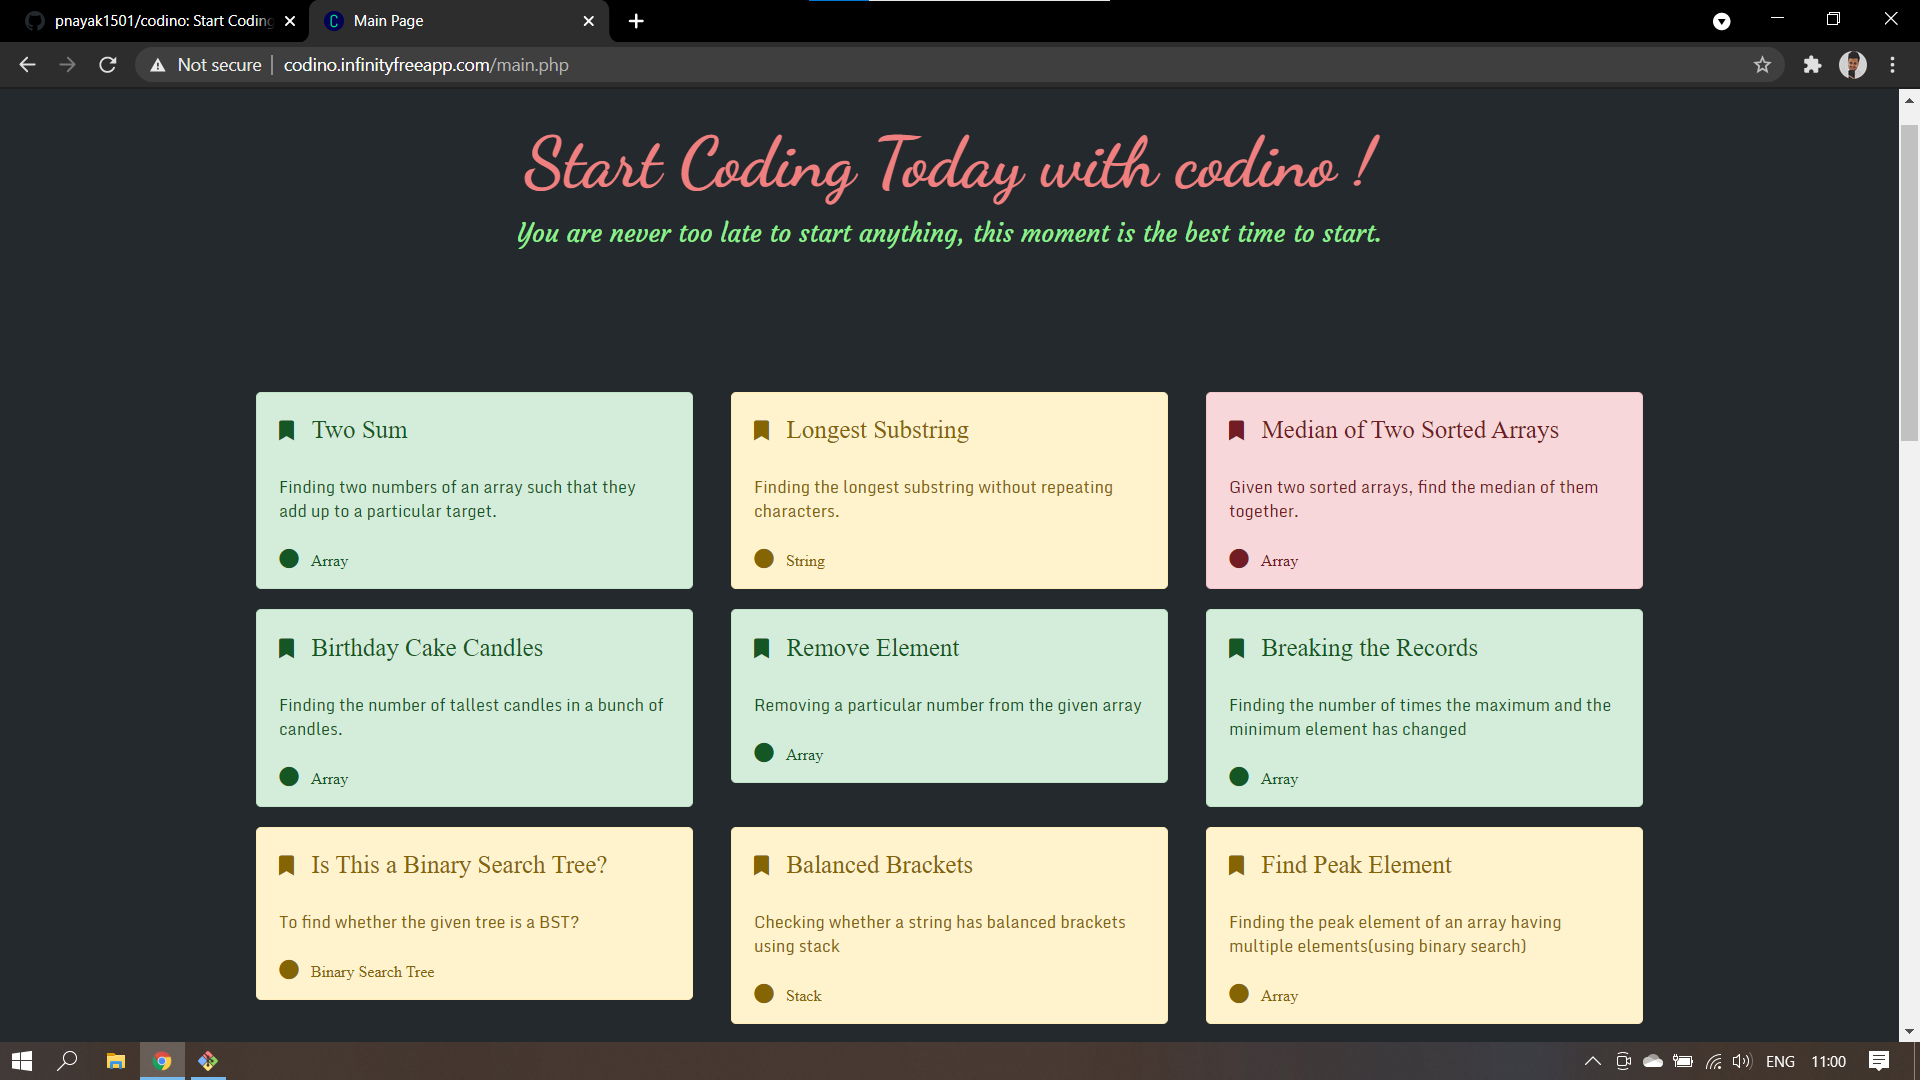 pnayak1501/codino: Start Coding
Main Page
Not secure
codino.infinityfreeapp.com/main.php
Start Coding Today with codino !
You are never too late to start anything, this moment is the best time to start.
Two Sum
Finding two numbers of an array such that they
add up to a particular target.
Array
Longest Substring
Finding the longest substring without repeating
characters.
String
Median of Two Sorted Arrays
Given two sorted arrays, find the median of them
together.
Array
Birthday Cake Candles
Finding the number of tallest candles in a bunch of
candles.
Array
Remove Element
Removing a particular number from the given array
Array
Breaking the Records
Finding the number of times the maximum and the
minimum element has changed
Array
Is This a Binary Search Tree?
To find whether the given tree is a BST?
Binary Search Tree
Balanced Brackets
Checking whether a string has balanced brackets
using stack
Stack
Find Peak Element
Finding the peak element of an array having
multiple elements(using binary search)
Array
ENG
11:00